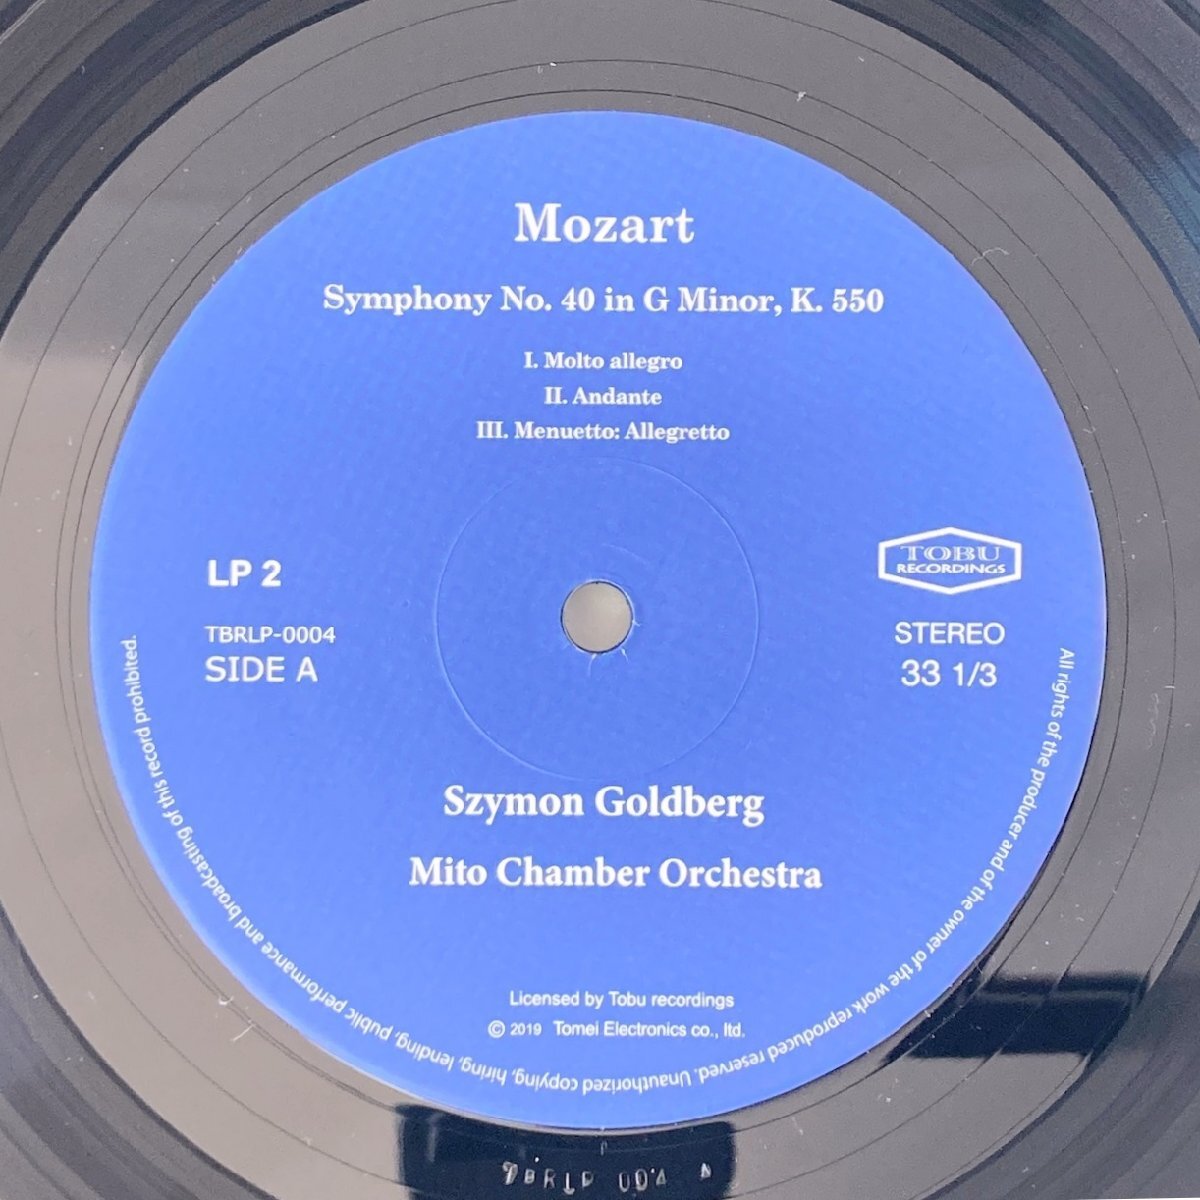 Mozart
Symphony No. 40 in G Minor, K. 550
I. Molto allegro
II. Andante
III. Menuetto: Allegretto
LP 2
TBRLP-0004
SIDE A
TOBU
RECORDINGS
STEREO
33 1/3
Szymon Goldberg
Mito Chamber Orchestra
Licensed by Tobu recordings
© 2019 Tomei Electronics co., ltd.
All rights of the producer and of the owner of the work reproduced reserved. Unauthorized copying, hiring, lending, public performance and broadcasting of this record prohibited.